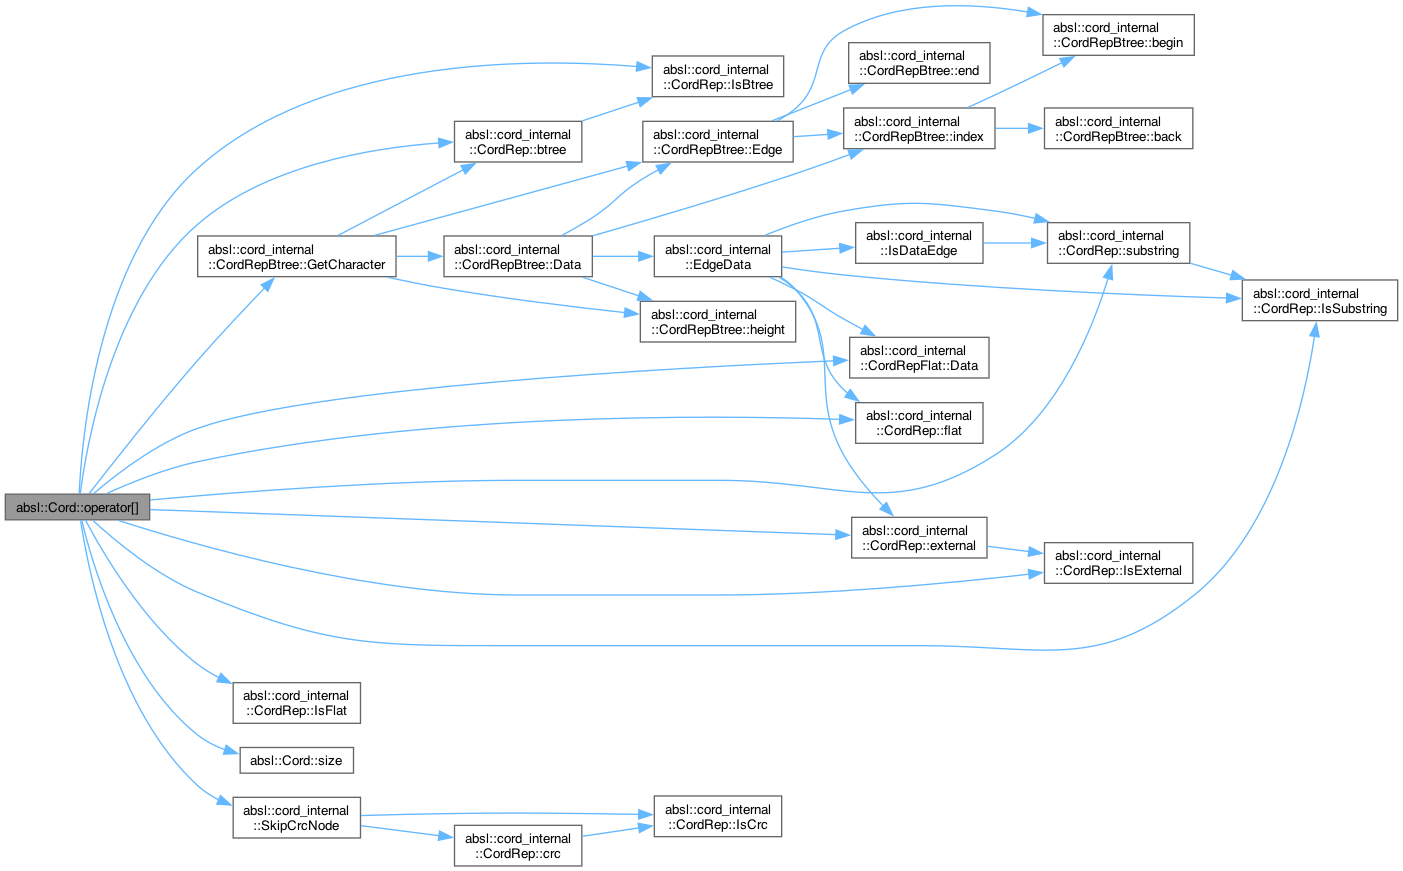 absl::cord_internal
::CordRepBtree::begin
absl::cord_internal
::CordRepBtree::end
absl::cord_internal
::CordRep::IsBtree
absl::cord_internal
::CordRepBtree::index
absl::cord_internal
::CordRepBtree::back
absl::cord_internal
::CordRep::btree
absl::cord_internal
::CordRepBtree::Edge
absl::cord_internal
::CordRepBtree::GetCharacter
absl::cord_internal
::CordRepBtree::Data
absl::cord_internal
::EdgeData
absl::cord_internal
::IsDataEdge
absl::cord_internal
::CordRep::substring
absl::cord_internal
::CordRep::IsSubstring
absl::cord_internal
::CordRepBtree::height
absl::cord_internal
::CordRepFlat::Data
absl::cord_internal
::CordRep::flat
absl::Cord::operator[]
absl::cord_internal
::CordRep::external
absl::cord_internal
::CordRep::IsExternal
absl::cord_internal
::CordRep::IsFlat
absl::Cord::size
absl::cord_internal
::SkipCrcNode
absl::cord_internal
::CordRep::IsCrc
absl::cord_internal
::CordRep::crc